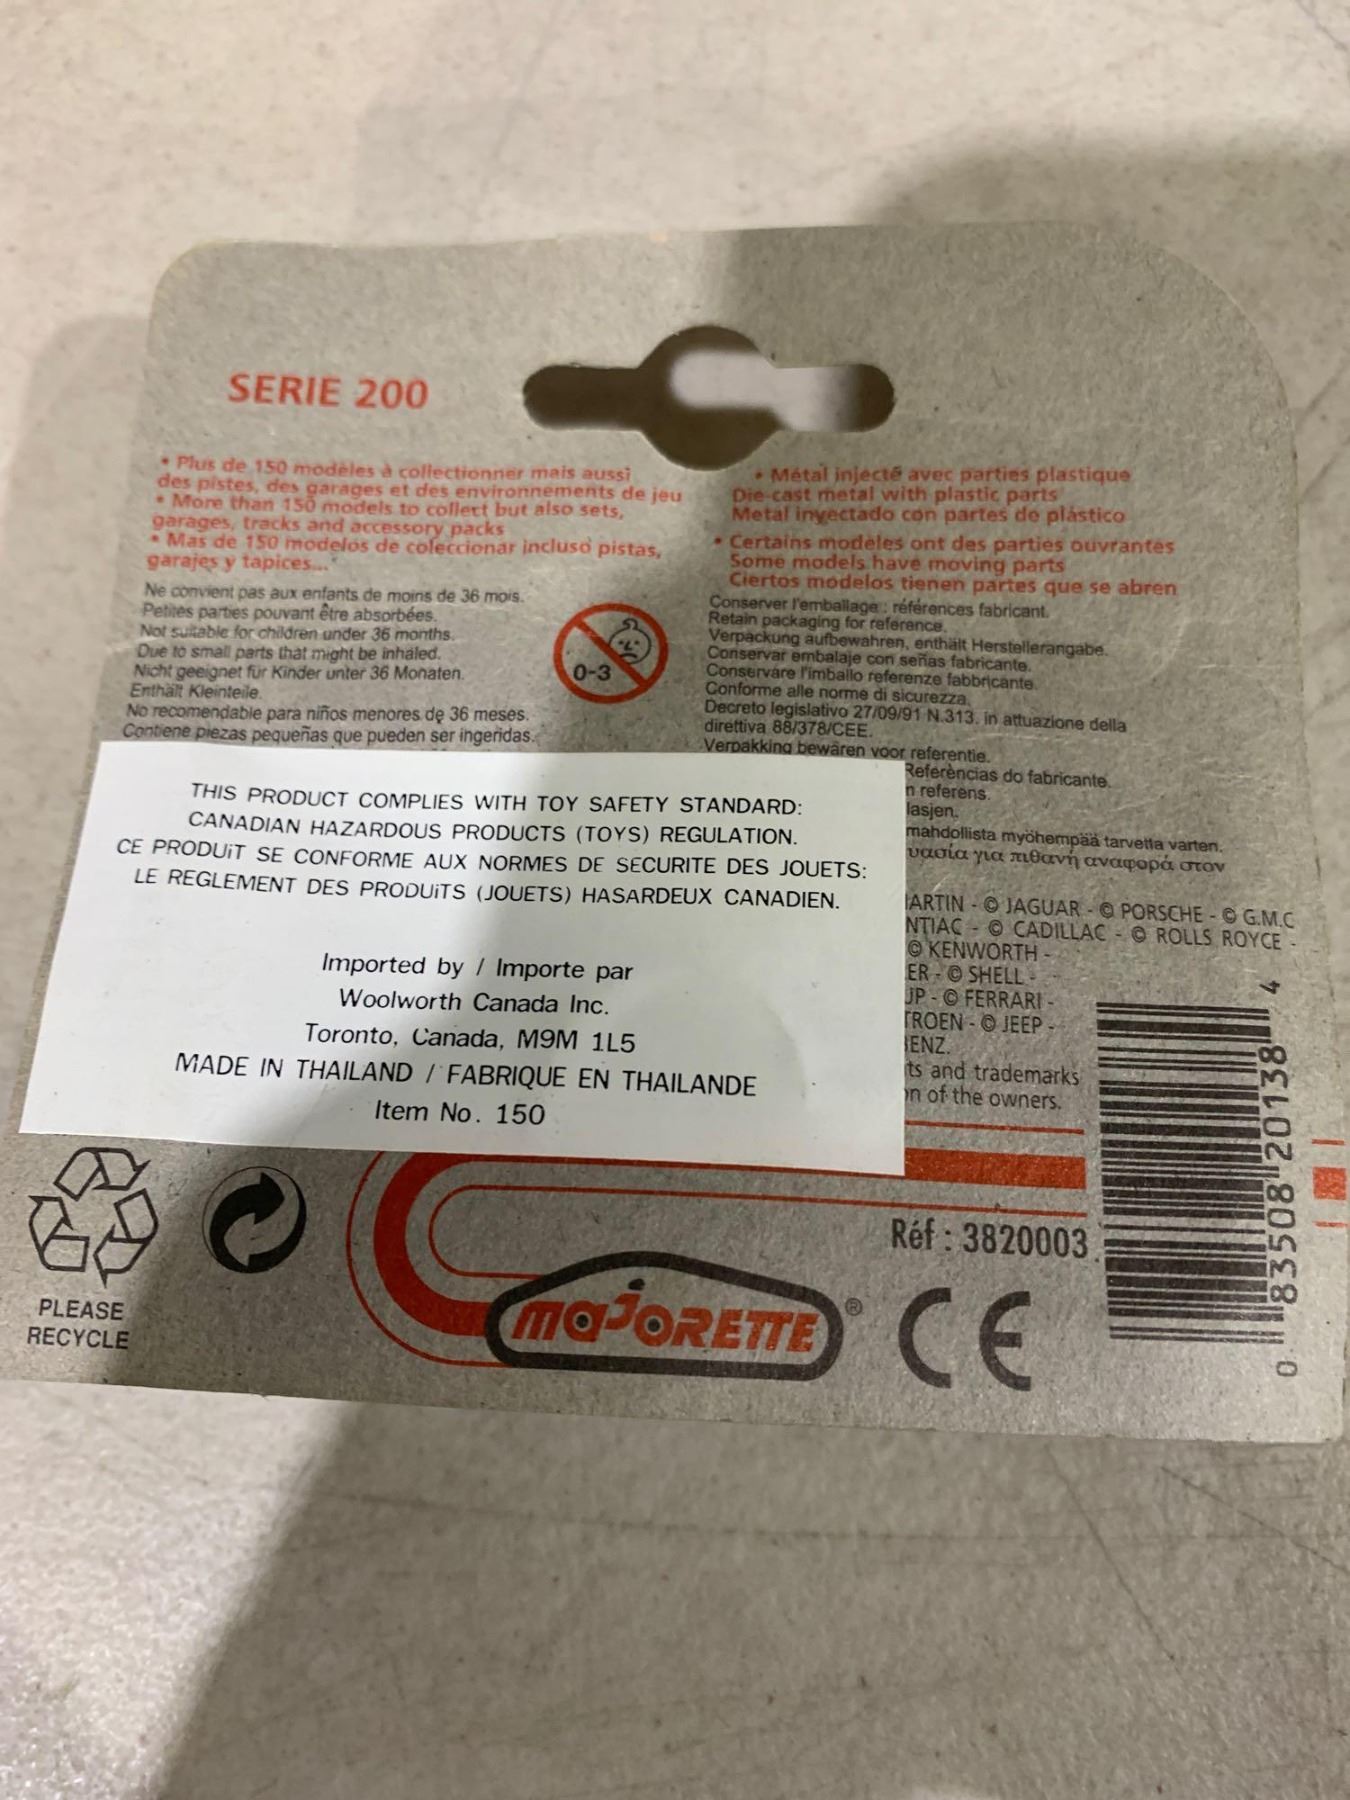 SERIE 200
• Plus de 150 modèles à collectionner mais aussi
des pistes, des garages et des environnements de jeu
• More than 150 models to collect but also sets,
garages, tracks and accessory packs
• Mas de 150 modelos de coleccionar incluso pistas,
garajes y tapices..."
Ne convient pas aux enfants de moins de 36 mois.
Petites parties pouvant être absorbées.
Not suitable for children under 36 months.
Due to small parts that might be inhaled.
Nicht geeignet für Kinder unter 36 Monaten.
Enthält Kleinteile.
No recomendable para niños menores de 36 meses.
Contiene piezas pequeñas que pueden ser ingeridas.
0-3
• Métal injecté avec parties plastique
Die-cast metal with plastic parts
Metal inyectado con partes de plástico
• Certains modèles ont des parties ouvrantes
Some models have moving parts
Ciertos modelos tienen partes que se abren
Conserver l'emballage : références fabricant.
Retain packaging for reference.
Verpackung aufbewahren, enthält Herstellerangabe.
Conservar embalaje con señas fabricante.
Conservare l'imballo referenze fabbricante.
Conforme alle norme di sicurezza.
Decreto legislativo 27/09/91 N.313. in attuazione della
direttiva 88/378/CEE.
Verpakking bewaren voor referentie.
Referèncias do fabricante.
n referens.
lasjen.
mahdollista myöhempää tarvetta varten.
υασία για πιθανή αναφορά στον
ARTIN - © JAGUAR - © PORSCHE - © G.M.C
NTIAC - © CADILLAC - © ROLLS ROYCE -
© KENWORTH -
ER - © SHELL -
UP - © FERRARI -
TROEN - © JEEP -
BENZ.
ts and trademarks
on of the owners.
THIS PRODUCT COMPLIES WITH TOY SAFETY STANDARD:
CANADIAN HAZARDOUS PRODUCTS (TOYS) REGULATION.
CE PRODUiT SE CONFORME AUX NORMES DE SECURITE DES JOUETS:
LE REGLEMENT DES PRODUiTS (JOUETS) HASARDEUX CANADIEN.
Imported by / Importe par
Woolworth Canada Inc.
Toronto, Canada, M9M 1L5
MADE IN THAILAND / FABRIQUE EN THAILANDE
Item No. 150
PLEASE
RECYCLE
Réf : 3820003
MAJORETTE ®
CE
0 83508 20138 4